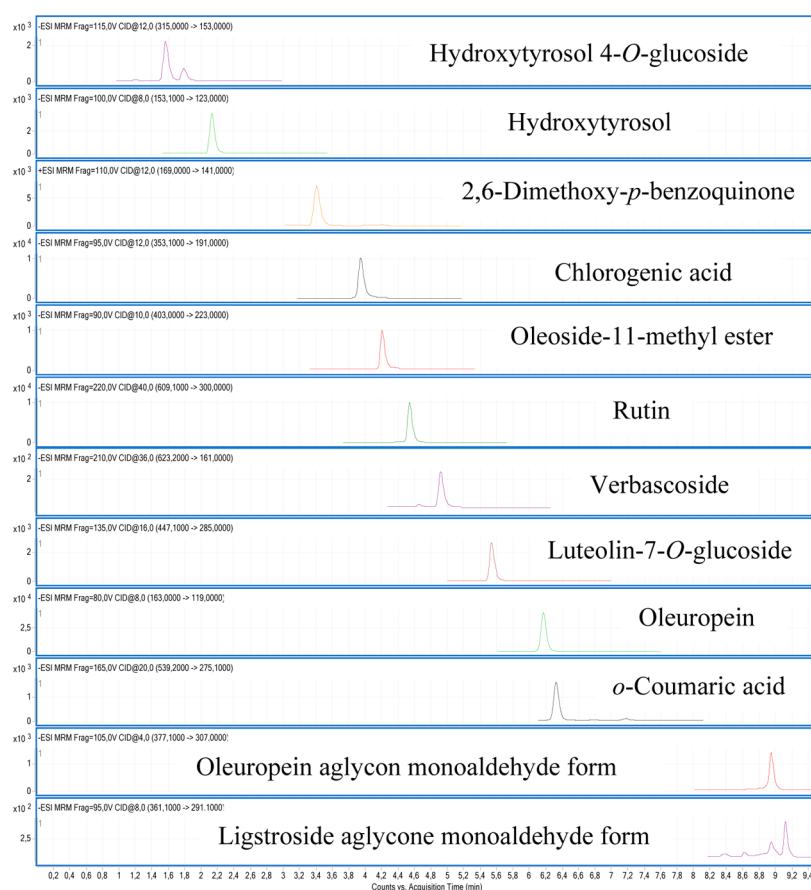 x10 3 -ESI MRM Frag=115,0V CID@12,0 (315,0000 -> 153,0000)
1
2
0
Hydroxytyrosol 4-O-glucoside
x10 3 -ESI MRM Frag=100,0V CID@8,0 (153,1000 -> 123,0000)
1
2
0
Hydroxytyrosol
x10 3 +ESI MRM Frag=110,0V CID@12,0 (169,0000 -> 141,0000)
1
5
0
2,6-Dimethoxy-p-benzoquinone
x10 4 -ESI MRM Frag=95,0V CID@12,0 (353,1000 -> 191,0000)
1
1
0
Chlorogenic acid
x10 3 -ESI MRM Frag=90,0V CID@10,0 (403,0000 -> 223,0000)
1
1
0
Oleoside-11-methyl ester
x10 4 -ESI MRM Frag=220,0V CID@40,0 (609,1000 -> 300,0000)
1
1
0
Rutin
x10 2 -ESI MRM Frag=210,0V CID@36,0 (623,2000 -> 161,0000)
1
2
Verbascoside
x10 3 -ESI MRM Frag=135,0V CID@16,0 (447,1000 -> 285,0000)
1
2
0
Luteolin-7-O-glucoside
x10 4 -ESI MRM Frag=80,0V CID@8,0 (163,0000 -> 119,0000)
1
2,5
0
Oleuropein
x10 3 -ESI MRM Frag=165,0V CID@20,0 (539,2000 -> 275,1000)
1
1
0
o-Coumaric acid
x10 3 -ESI MRM Frag=105,0V CID@4,0 (377,1000 -> 307,0000)
1
1
0
Oleuropein aglycon monoaldehyde form
x10 2 -ESI MRM Frag=95,0V CID@8,0 (361,1000 -> 291.1000)
1
2,5
Ligstroside aglycone monoaldehyde form
0,2 0,4 0,6 0,8 1 1,2 1,4 1,6 1,8 2 2,2 2,4 2,6 2,8 3 3,2 3,4 3,6 3,8 4 4,2 4,4 4,6 4,8 5 5,2 5,4 5,6 5,8 6 6,2 6,4 6,6 6,8 7 7,2 7,4 7,6 7,8 8 8,2 8,4 8,6 8,8 9 9,2 9,4
Counts vs. Acquisition Time (min)